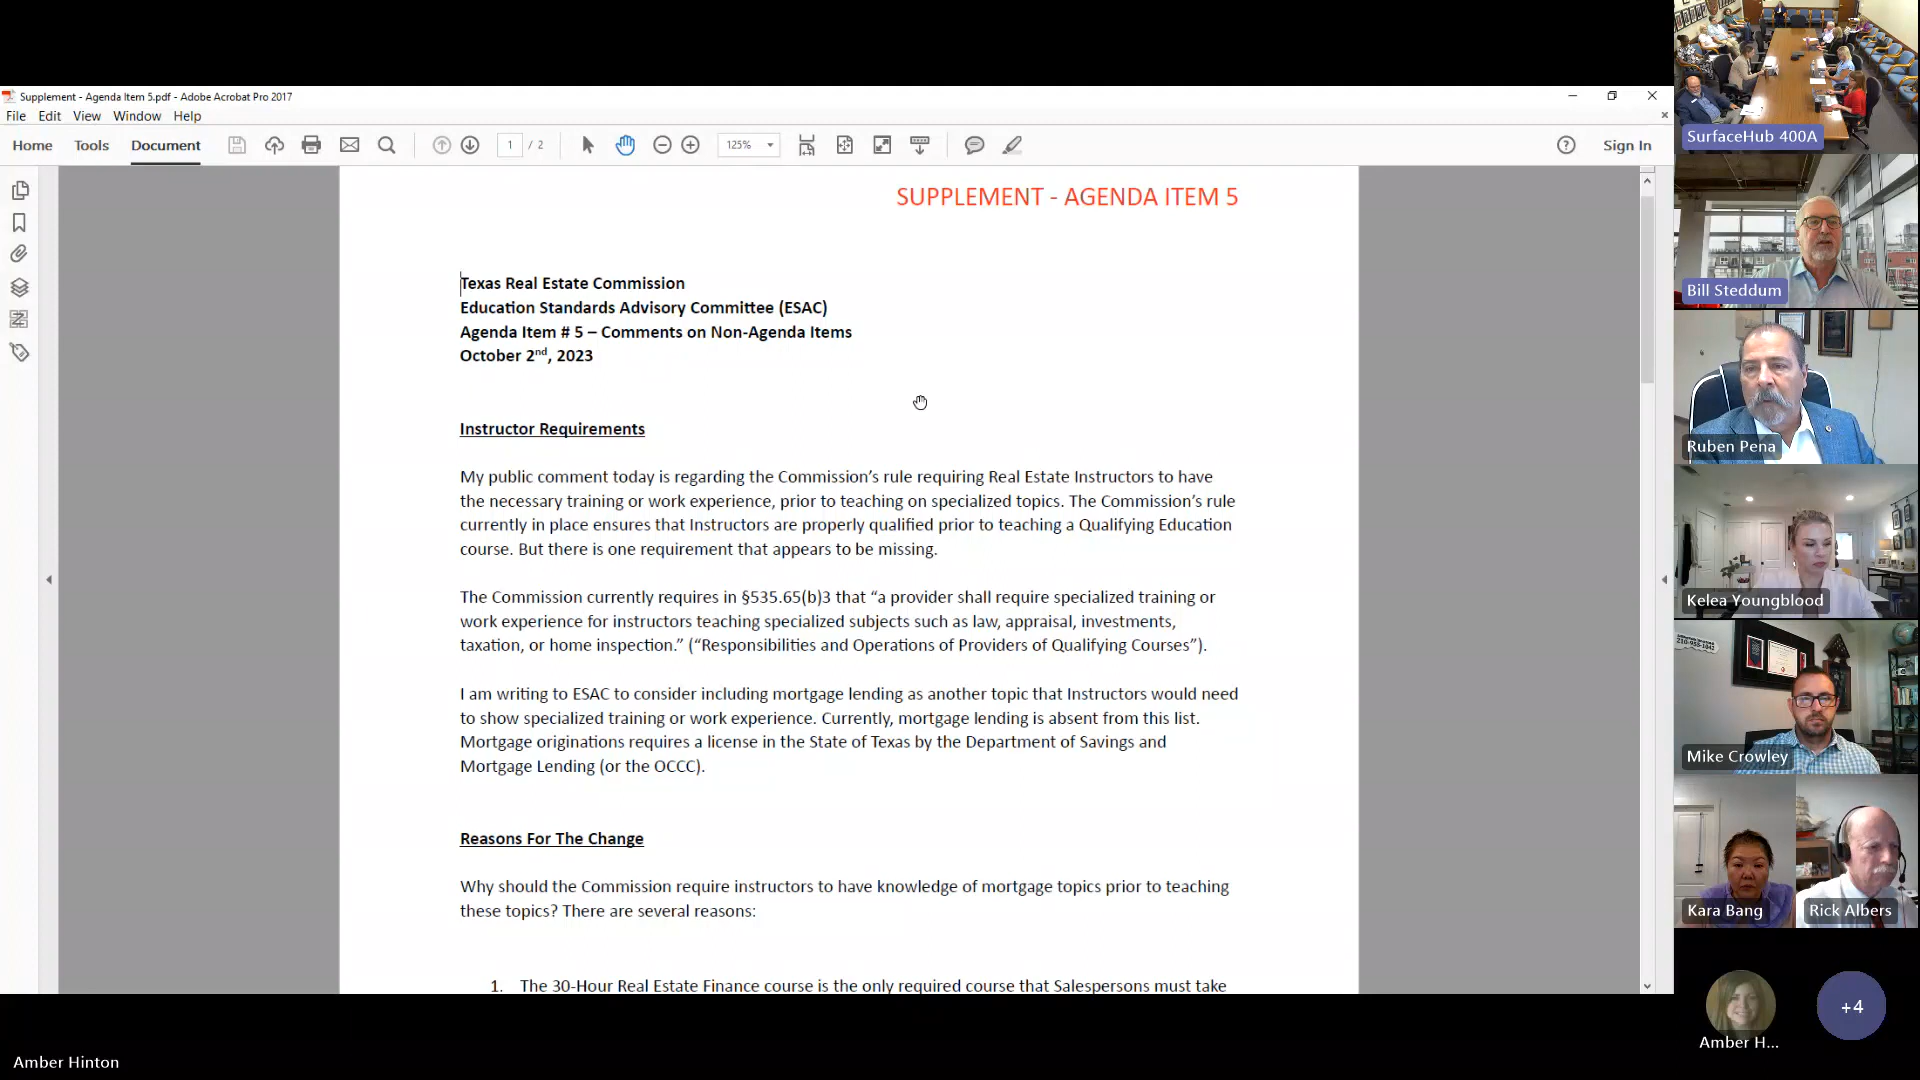 Supplement - Agenda Item 5.pdf - Adobe Acrobat Pro 2017
File Edit View Window Help
Home Tools Document 1 / 2 125% Sign In
SUPPLEMENT - AGENDA ITEM 5
Texas Real Estate Commission
Education Standards Advisory Committee (ESAC)
Agenda Item # 5 – Comments on Non-Agenda Items
October 2nd, 2023
Instructor Requirements
My public comment today is regarding the Commission’s rule requiring Real Estate Instructors to have
the necessary training or work experience, prior to teaching on specialized topics. The Commission’s rule
currently in place ensures that Instructors are properly qualified prior to teaching a Qualifying Education
course. But there is one requirement that appears to be missing.
The Commission currently requires in §535.65(b)3 that “a provider shall require specialized training or
work experience for instructors teaching specialized subjects such as law, appraisal, investments,
taxation, or home inspection.” (“Responsibilities and Operations of Providers of Qualifying Courses”).
I am writing to ESAC to consider including mortgage lending as another topic that Instructors would need
to show specialized training or work experience. Currently, mortgage lending is absent from this list.
Mortgage originations requires a license in the State of Texas by the Department of Savings and
Mortgage Lending (or the OCCC).
Reasons For The Change
Why should the Commission require instructors to have knowledge of mortgage topics prior to teaching
these topics? There are several reasons:
1. The 30-Hour Real Estate Finance course is the only required course that Salespersons must take
SurfaceHub 400A
Bill Steddum
Ruben Pena
Kelea Youngblood
Mike Crowley
Kara Bang
Rick Albers
Amber H...
+4
Amber Hinton